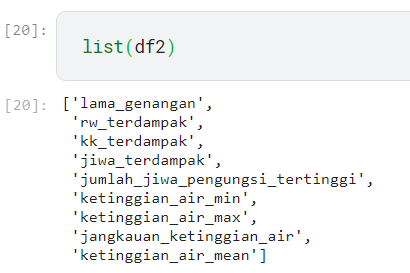 [20]:
list(df2)
[20]: ['lama_genangan',
'rw_terdampak',
'kk_terdampak',
'jiwa_terdampak',
'jumlah_jiwa_pengungsi_tertinggi',
'ketinggian_air_min',
'ketinggian_air_max',
'jangkauan_ketinggian_air',
'ketinggian_air_mean']